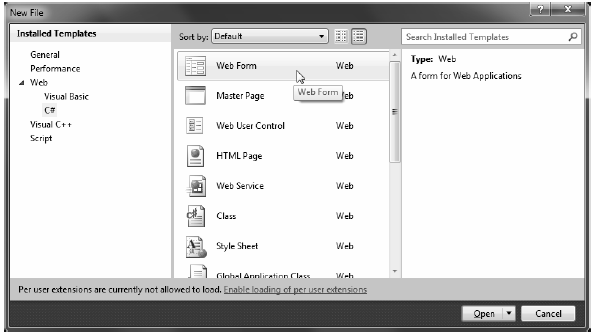 New File
Installed Templates
Sort by: Default
Search Installed Templates
General
Performance
Web
Visual Basic
C#
Visual C++
Script
Web Form Web
Master Page Web
Web User Control Web
HTML Page Web
Web Service Web
Class Web
Style Sheet Web
Global Application Class Web
Web Form
Type: Web
A form for Web Applications
Per user extensions are currently not allowed to load. Enable loading of per user extensions
Open Cancel